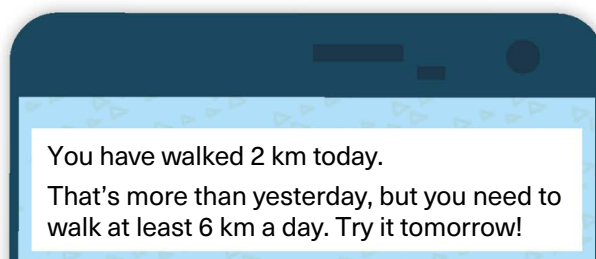 You have walked 2 km today.
That's more than yesterday, but you need to
walk at least 6 km a day. Try it tomorrow!